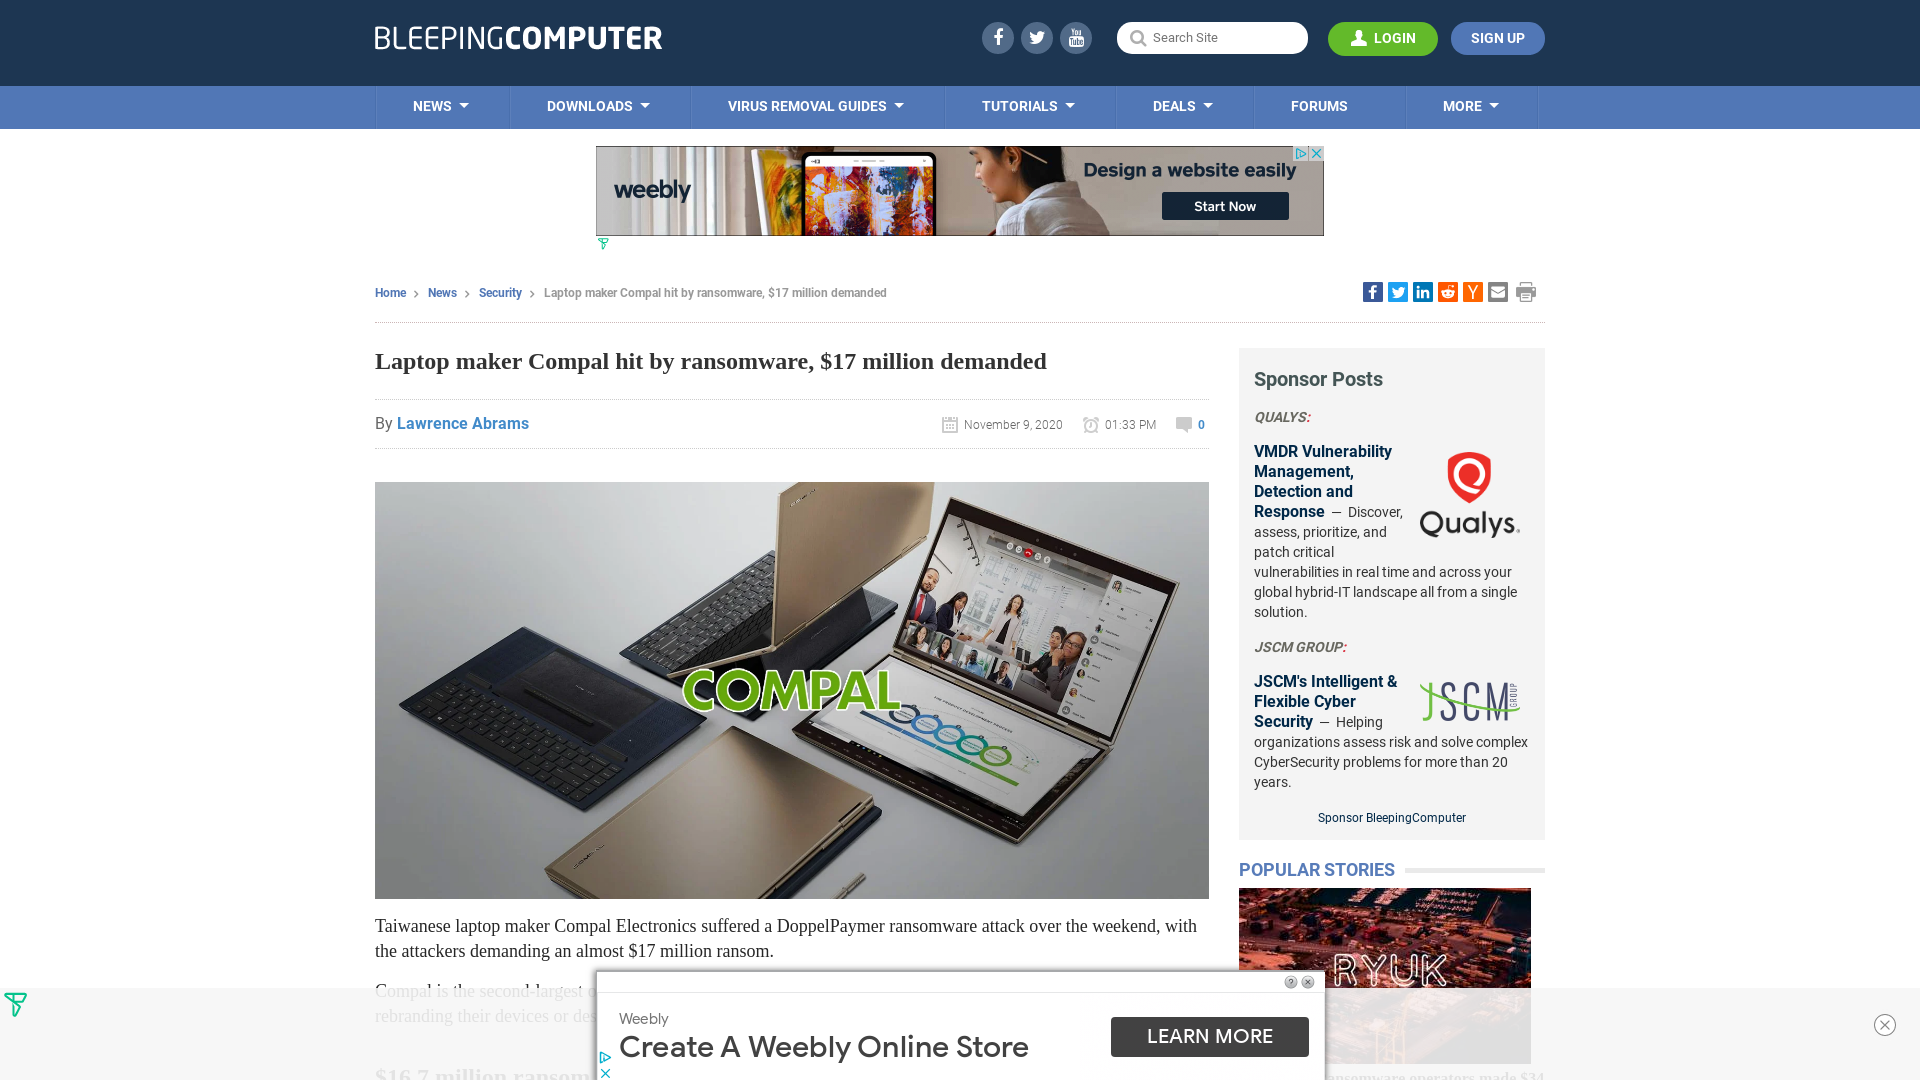 BLEEPINGCOMPUTER
Search Site
LOGIN
SIGN UP
NEWS
DOWNLOADS
VIRUS REMOVAL GUIDES
TUTORIALS
DEALS
FORUMS
MORE
weebly
Design a website easily
Start Now
Home
News
Security
Laptop maker Compal hit by ransomware, $17 million demanded
Laptop maker Compal hit by ransomware, $17 million demanded
By Lawrence Abrams
November 9, 2020
01:33 PM
0
COMPAL
Taiwanese laptop maker Compal Electronics suffered a DoppelPaymer ransomware attack over the weekend, with
the attackers demanding an almost $17 million ransom.
Compal is the second-largest
rebranding their devices or
$16.7 million
Sponsor Posts
QUALYS:
VMDR Vulnerability
Management,
Detection and
Response — Discover,
assess, prioritize, and
patch critical
vulnerabilities in real time and across your
global hybrid-IT landscape all from a single
solution.
Qualys.
JSCM GROUP:
JSCM's Intelligent &
Flexible Cyber
Security — Helping
organizations assess risk and solve complex
CyberSecurity problems for more than 20
years.
JSCM GROUP
Sponsor BleepingComputer
POPULAR STORIES
RYUK
operators made $34
Weebly
Create A Weebly Online Store
LEARN MORE